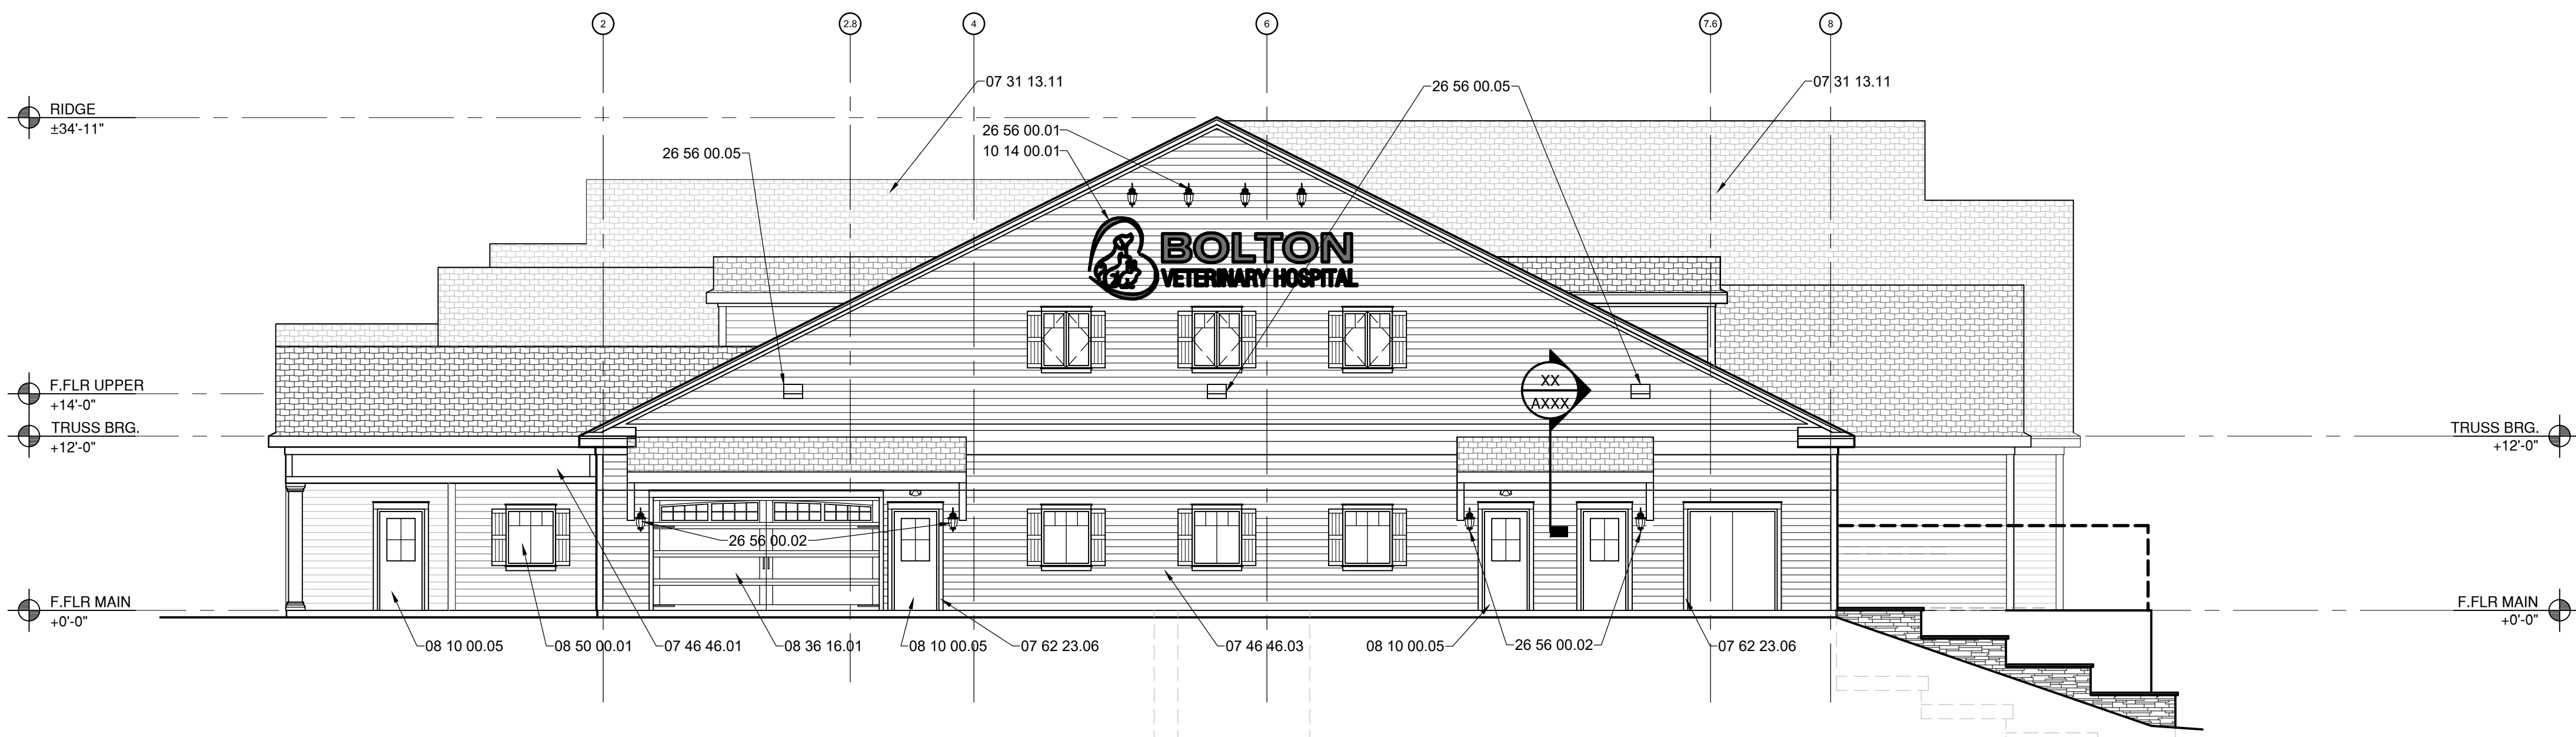 2
2.8
4
6
7.6
8
07 31 13.11
26 56 00.05
07 31 13.11
RIDGE
±34'-11"
26 56 00.01
10 14 00.01
26 56 00.05
BOLTON
VETERINARY HOSPITAL
F.FLR UPPER
+14'-0"
XX
AXXX
TRUSS BRG.
+12'-0"
TRUSS BRG.
+12'-0"
26 56 00.02
F.FLR MAIN
+0'-0"
F.FLR MAIN
+0'-0"
08 10 00.05
08 50 00.01
07 46 46.01
08 36 16.01
08 10 00.05
07 62 23.06
07 46 46.03
08 10 00.05
26 56 00.02
07 62 23.06